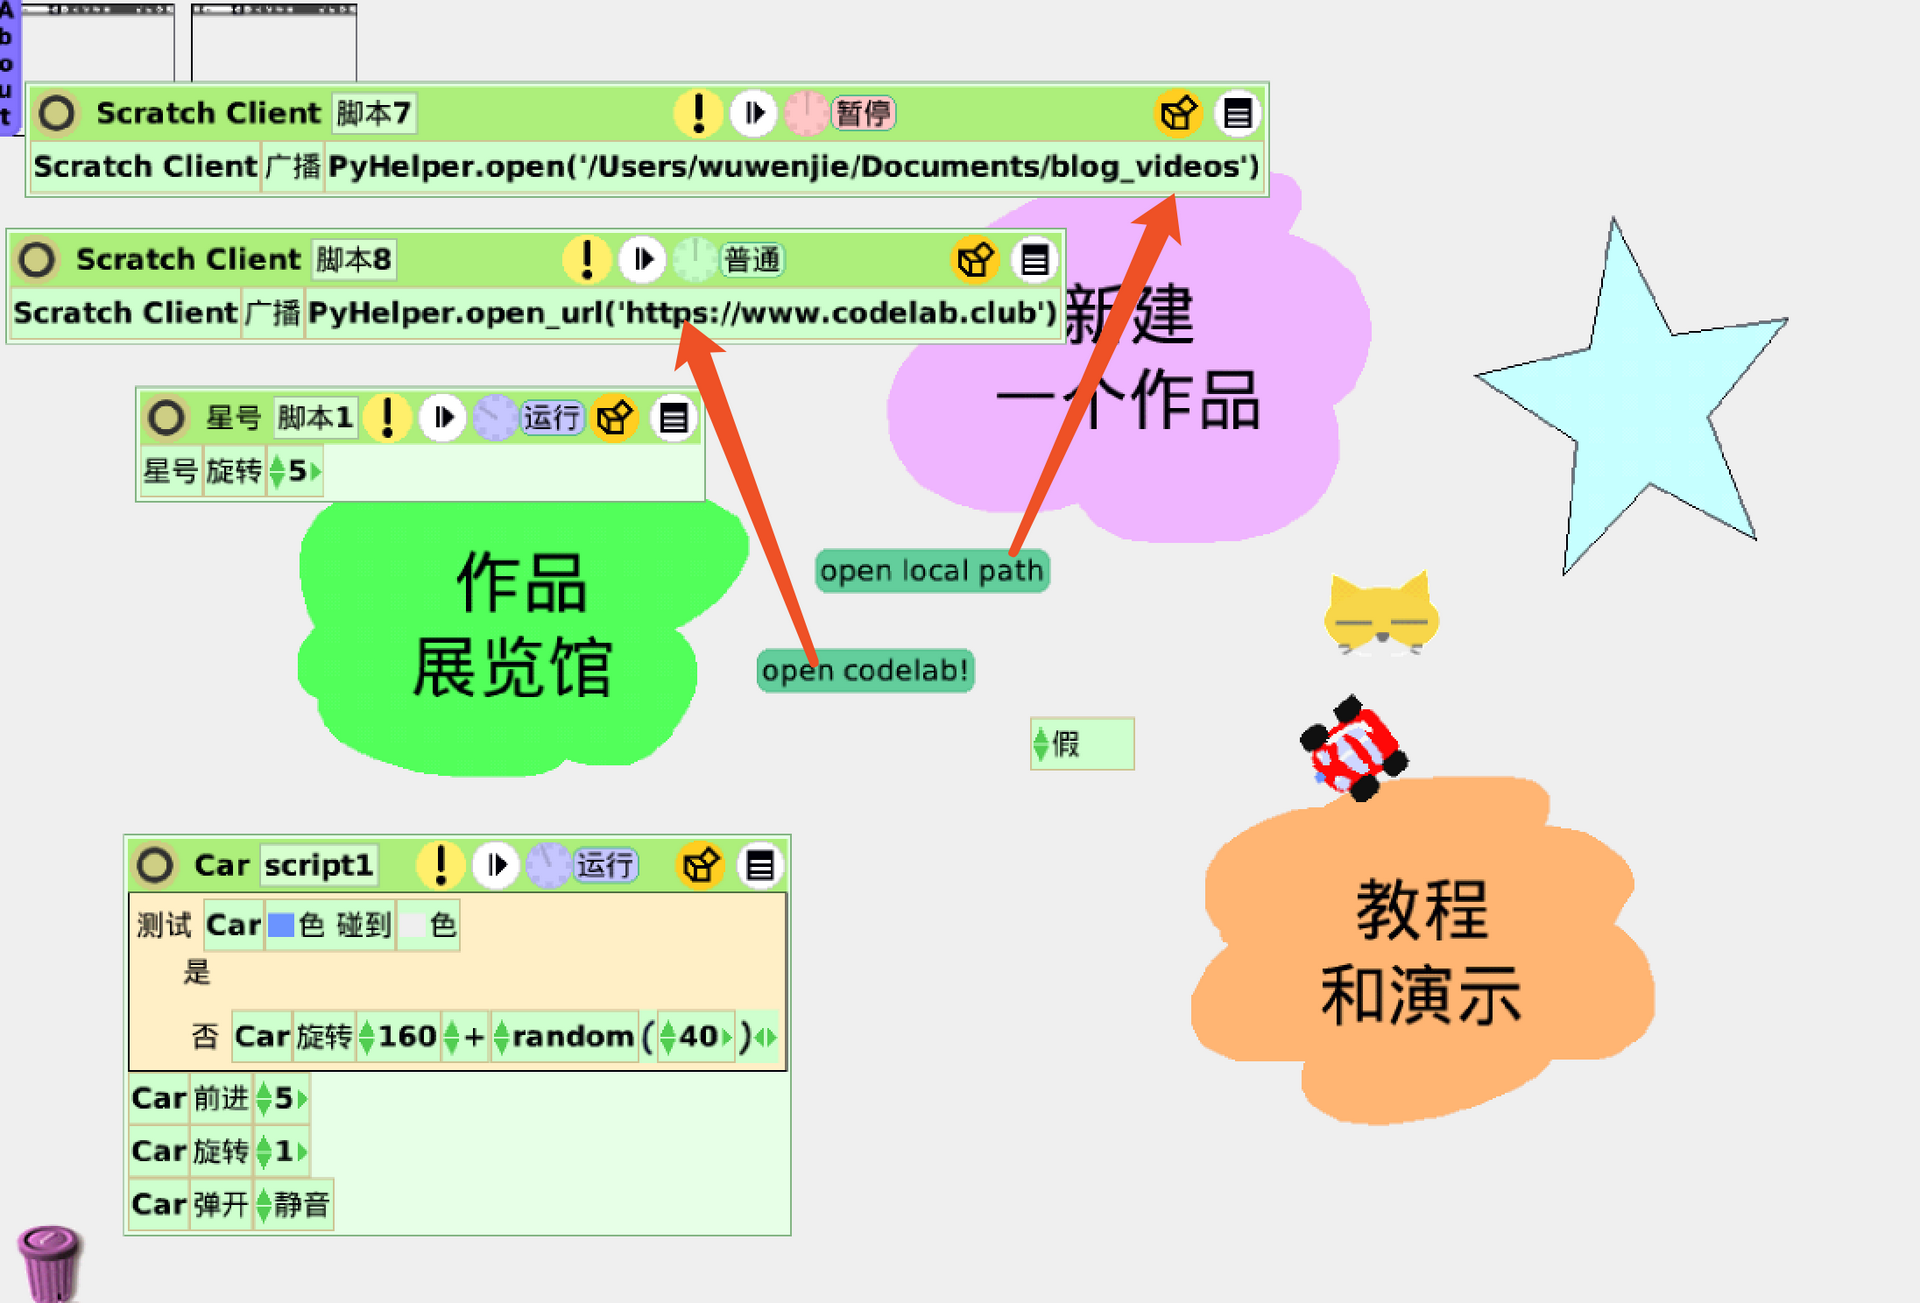 About
Scratch Client 脚本7 ! 暂停
Scratch Client 广播 PyHelper.open('/Users/wuwenjie/Documents/blog_videos')
Scratch Client 脚本8 ! 普通
Scratch Client 广播 PyHelper.open_url('https://www.codelab.club')
新建
一个作品
星号 脚本1 ! 运行
星号 旋转 5
作品
展览馆
open local path
open codelab!
假
Car script1 ! 运行
测试 Car 色 碰到 色
是
否 Car 旋转 160 + random ( 40 )
Car 前进 5
Car 旋转 1
Car 弹开 静音
教程
和演示